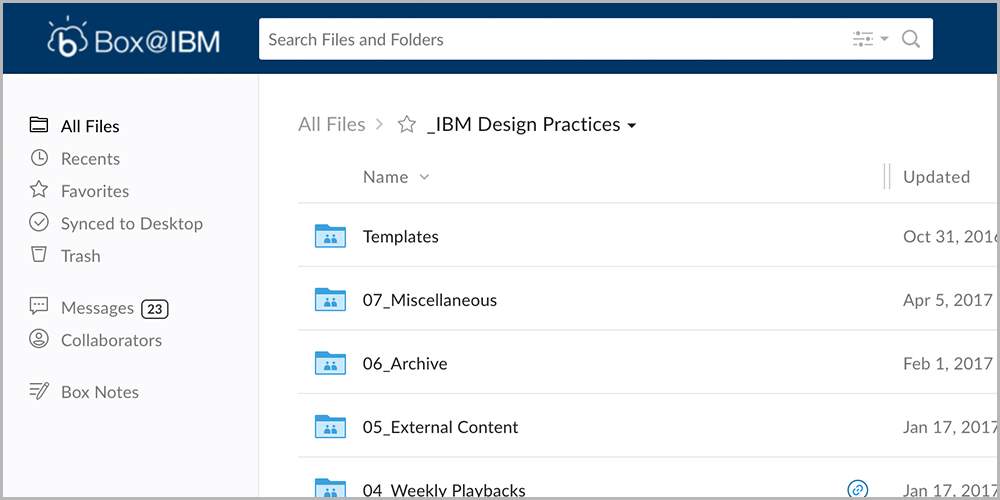 Box@IBM
Search Files and Folders
All Files
Recents
Favorites
Synced to Desktop
Trash
Messages 23
Collaborators
Box Notes
All Files > _IBM Design Practices
Name Updated
Templates Oct 31, 2016
07_Miscellaneous Apr 5, 2017
06_Archive Feb 1, 2017
05_External Content Jan 17, 2017
04_Weekly Playbacks Jan 17, 2017